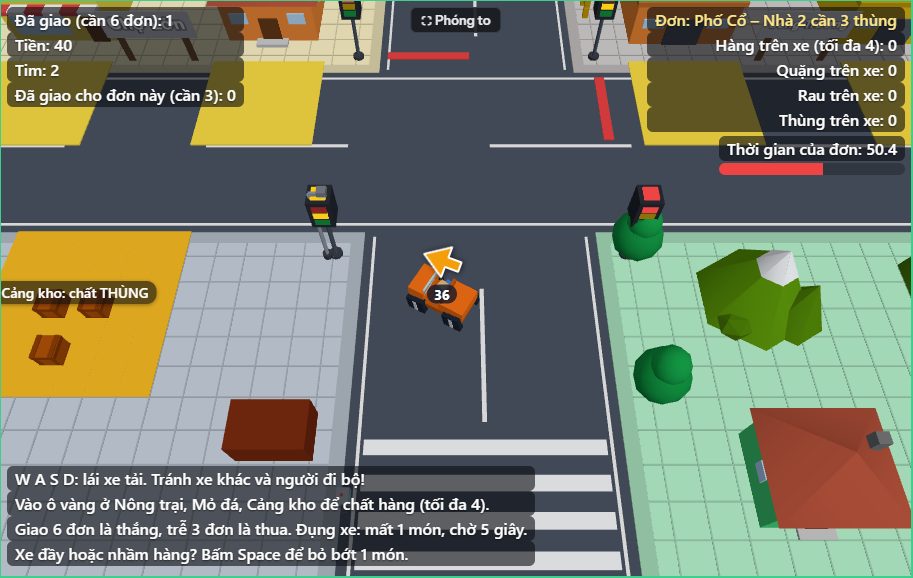 Đã giao (cần 6 đơn): 1
Tiền: 40
Tim: 2
Đã giao cho đơn này (cần 3): 0
Phóng to
Đơn: Phố Cổ – Nhà 2 cần 3 thùng
Hàng trên xe (tối đa 4): 0
Quặng trên xe: 0
Rau trên xe: 0
Thùng trên xe: 0
Thời gian của đơn: 50.4
Cảng kho: chất THÙNG
36
W A S D: lái xe tải. Tránh xe khác và người đi bộ!
Vào ô vàng ở Nông trại, Mỏ đá, Cảng kho để chất hàng (tối đa 4).
Giao 6 đơn là thắng, trễ 3 đơn là thua. Đụng xe: mất 1 món, chờ 5 giây.
Xe đầy hoặc nhầm hàng? Bấm Space để bỏ bớt 1 món.